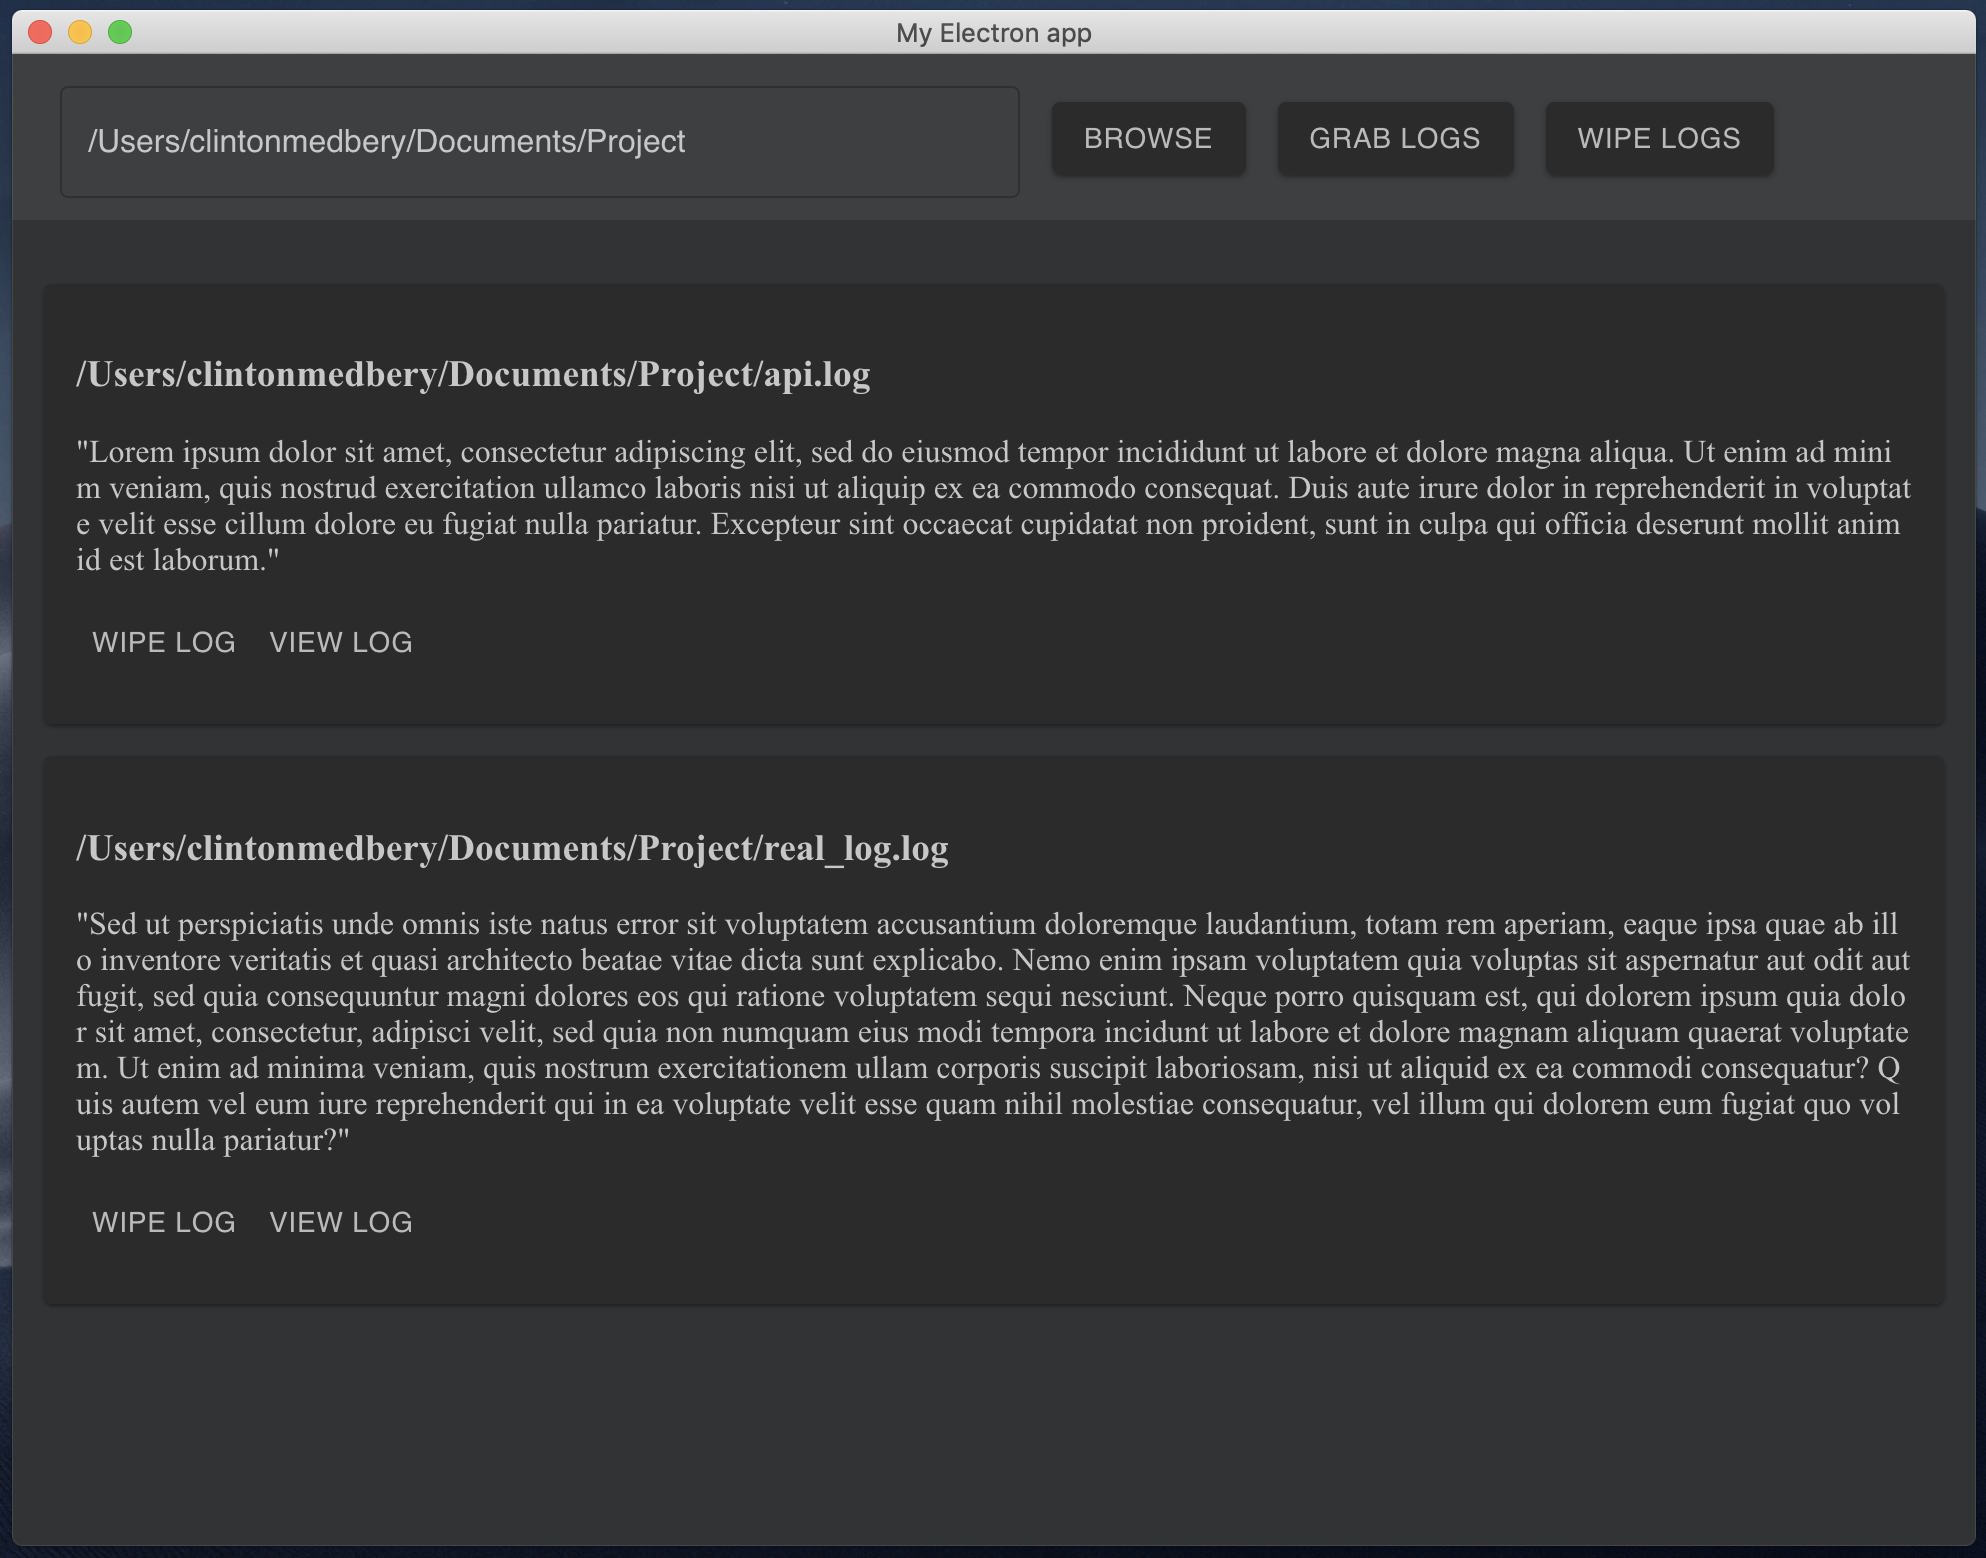 My Electron app
/Users/clintonmedbery/Documents/Project
BROWSE
GRAB LOGS
WIPE LOGS
/Users/clintonmedbery/Documents/Project/api.log
"Lorem ipsum dolor sit amet, consectetur adipiscing elit, sed do eiusmod tempor incididunt ut labore et dolore magna aliqua. Ut enim ad mini
m veniam, quis nostrud exercitation ullamco laboris nisi ut aliquip ex ea commodo consequat. Duis aute irure dolor in reprehenderit in voluptat
e velit esse cillum dolore eu fugiat nulla pariatur. Excepteur sint occaecat cupidatat non proident, sunt in culpa qui officia deserunt mollit anim
id est laborum."
WIPE LOG
VIEW LOG
/Users/clintonmedbery/Documents/Project/real_log.log
"Sed ut perspiciatis unde omnis iste natus error sit voluptatem accusantium doloremque laudantium, totam rem aperiam, eaque ipsa quae ab ill
o inventore veritatis et quasi architecto beatae vitae dicta sunt explicabo. Nemo enim ipsam voluptatem quia voluptas sit aspernatur aut odit aut
fugit, sed quia consequuntur magni dolores eos qui ratione voluptatem sequi nesciunt. Neque porro quisquam est, qui dolorem ipsum quia dolo
r sit amet, consectetur, adipisci velit, sed quia non numquam eius modi tempora incidunt ut labore et dolore magnam aliquam quaerat voluptate
m. Ut enim ad minima veniam, quis nostrum exercitationem ullam corporis suscipit laboriosam, nisi ut aliquid ex ea commodi consequatur? Q
uis autem vel eum iure reprehenderit qui in ea voluptate velit esse quam nihil molestiae consequatur, vel illum qui dolorem eum fugiat quo vol
uptas nulla pariatur?"
WIPE LOG
VIEW LOG